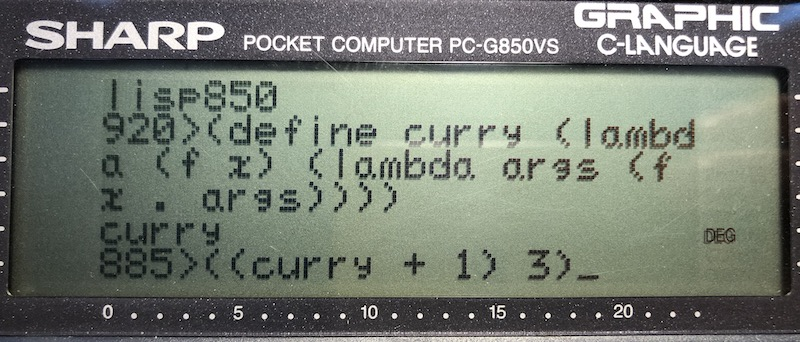 SHARP POCKET COMPUTER PC-G850VS GRAPHIC
C-LANGUAGE
lisp850
920>(define curry (lambd
a (f x) (lambda args (f
x . args))))
curry
DEG
885>((curry + 1) 3)_
0 . . . . 5 . . . . 10 . . . . 15 . . . . 20 . . .